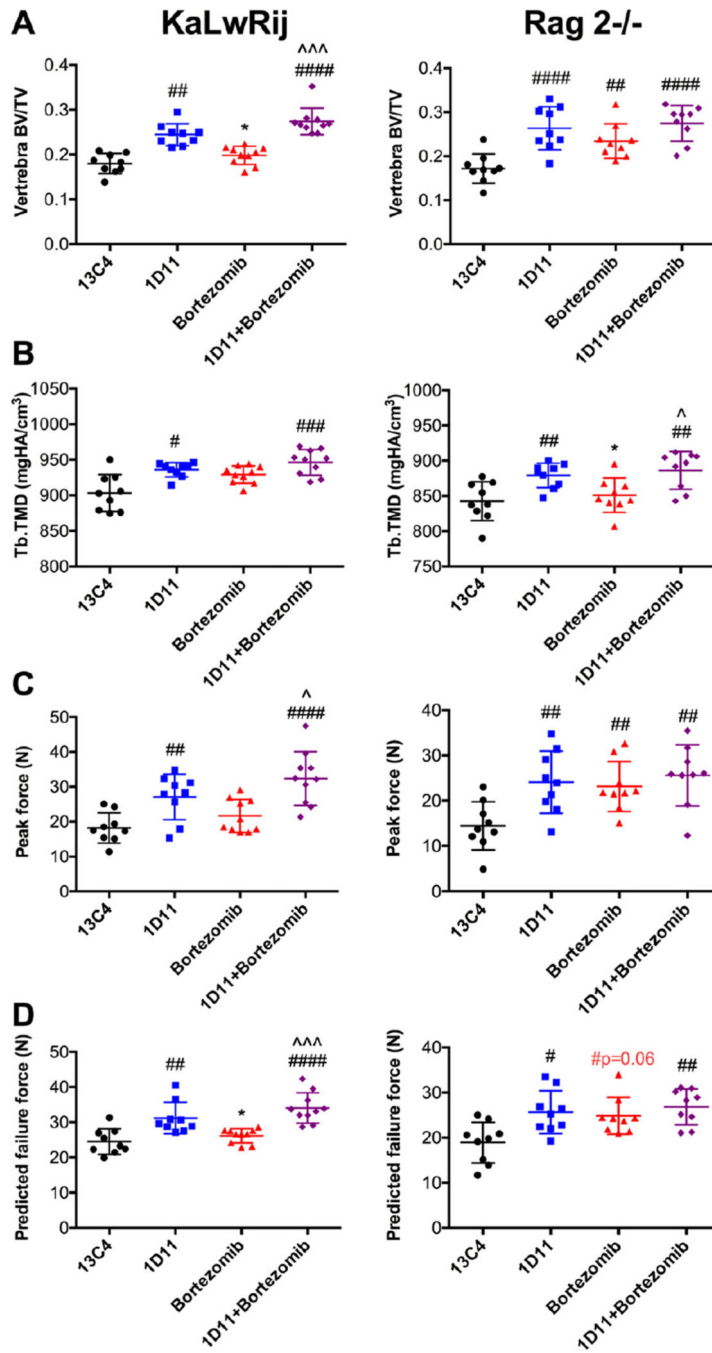 A
KaLwRij
Rag 2-/-
Vertrebra BV/TV
0.4
0.3
0.2
0.1
0.0
##
*
^^^
####
13C4
1D11
Bortezomib
1D11+Bortezomib
Vertrebra BV/TV
0.4
0.3
0.2
0.1
0.0
####
##
####
13C4
1D11
Bortezomib
1D11+Bortezomib
B
Tb.TMD (mgHA/cm³)
1050
1000
950
900
850
800
#
###
13C4
1D11
Bortezomib
1D11+Bortezomib
Tb.TMD (mgHA/cm³)
1000
950
900
850
800
750
##
*
^
##
13C4
1D11
Bortezomib
1D11+Bortezomib
C
Peak force (N)
50
40
30
20
10
0
##
^
####
13C4
1D11
Bortezomib
1D11+Bortezomib
Peak force (N)
40
30
20
10
0
##
##
##
13C4
1D11
Bortezomib
1D11+Bortezomib
D
Predicted failure force (N)
50
40
30
20
10
0
##
*
^^^
####
13C4
1D11
Bortezomib
1D11+Bortezomib
Predicted failure force (N)
40
30
20
10
0
#
#p=0.06
##
13C4
1D11
Bortezomib
1D11+Bortezomib